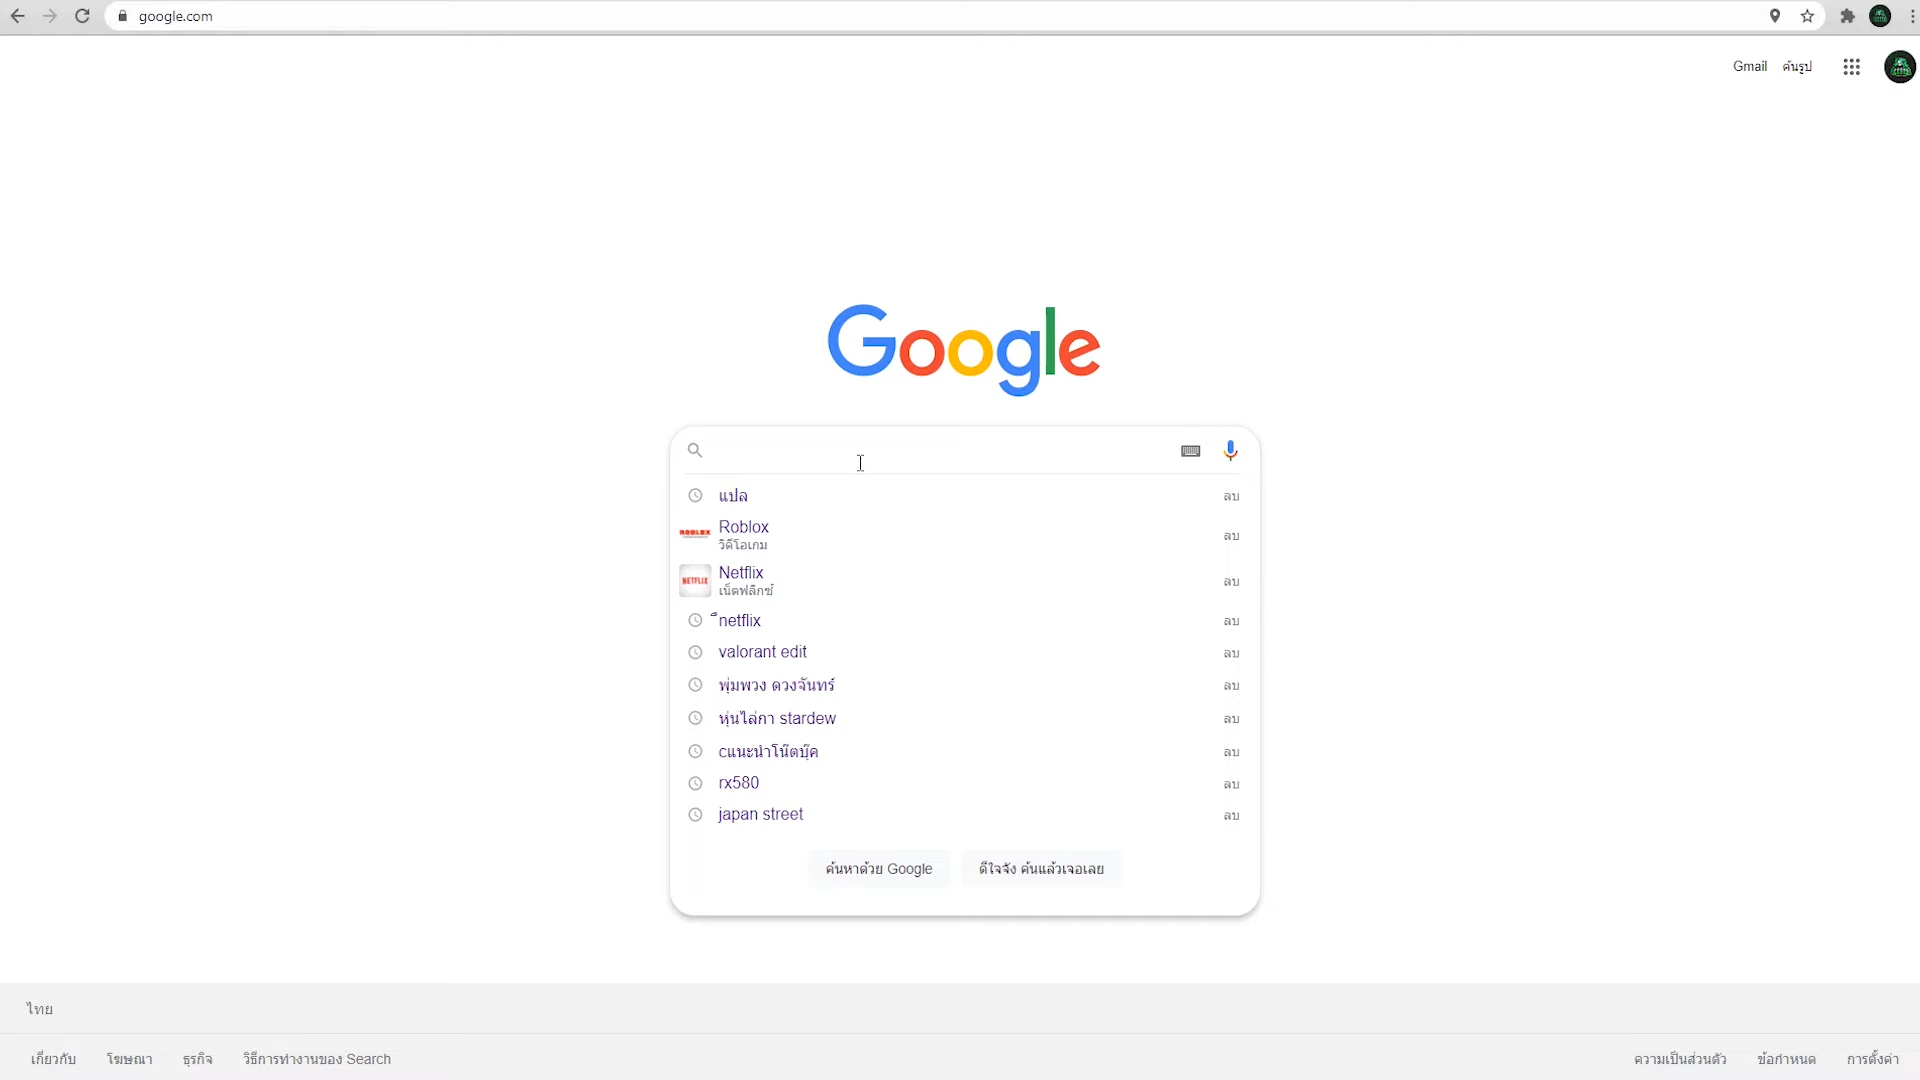 google.com
Gmail ค้นรูป
Google
แปล ลบ
ROBLOX
Roblox
วิดีโอเกม ลบ
NETFLIX
Netflix
เน็ตฟลิกซ์ ลบ
ืnetflix ลบ
valorant edit ลบ
พุ่มพวง ดวงจันทร์ ลบ
หุ่นไล่กา stardew ลบ
cแนะนําโน๊ตบุ๊ค ลบ
rx580 ลบ
japan street ลบ
ค้นหาด้วย Google ดีใจจัง ค้นแล้วเจอเลย
ไทย
เกี่ยวกับ โฆษณา ธุรกิจ วิธีการทำงานของ Search ความเป็นส่วนตัว ข้อกำหนด การตั้งค่า